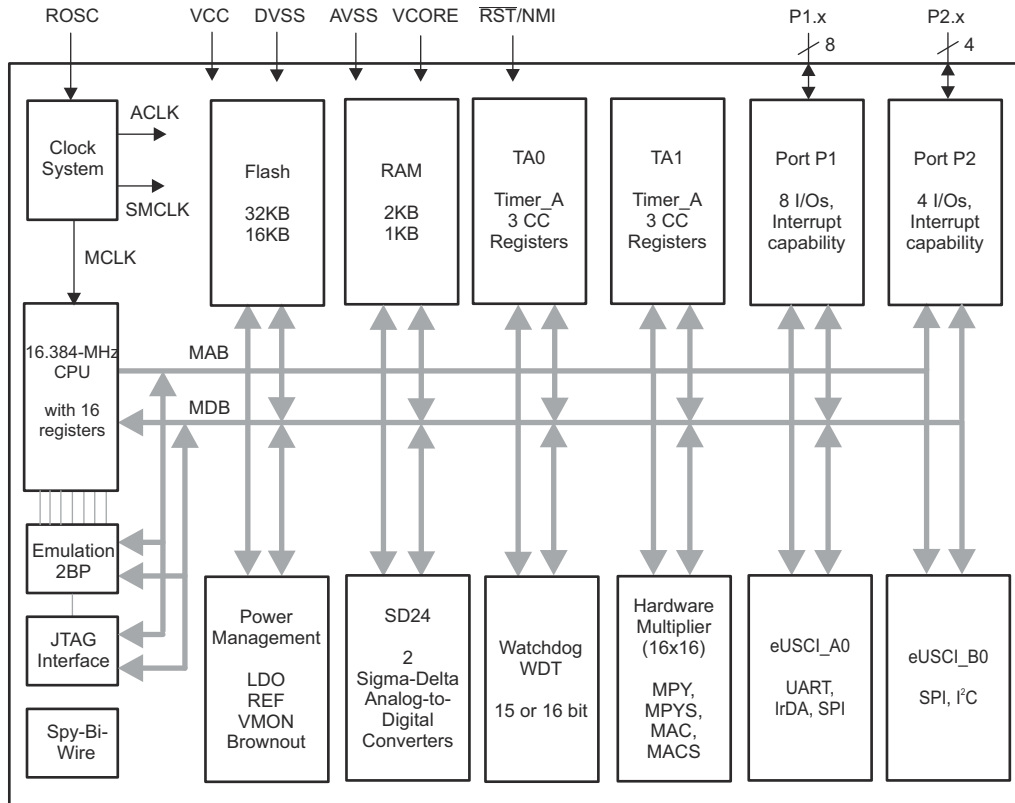 ROSC
VCC
DVSS
AVSS
VCORE
RST/NMI
P1.x
P2.x
8
4
Clock
System
ACLK
SMCLK
MCLK
Flash
32KB
16KB
RAM
2KB
1KB
TA0
Timer_A
3 CC
Registers
TA1
Timer_A
3 CC
Registers
Port P1
8 I/Os,
Interrupt
capability
Port P2
4 I/Os,
Interrupt
capability
16.384-MHz
CPU
with 16
registers
MAB
MDB
Emulation
2BP
JTAG
Interface
Spy-Bi-
Wire
Power
Management
LDO
REF
VMON
Brownout
SD24
2
Sigma-Delta
Analog-to-
Digital
Converters
Watchdog
WDT
15 or 16 bit
Hardware
Multiplier
(16x16)
MPY,
MPYS,
MAC,
MACS
eUSCI_A0
UART,
IrDA, SPI
eUSCI_B0
SPI, I²C